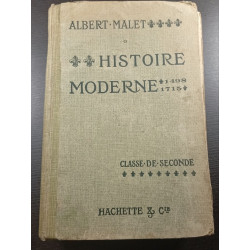 ALBERT·MALET
HISTOIRE
MODERNE 1498
1715
CLASSE·DE·SECONDE
HACHETTE & Cie